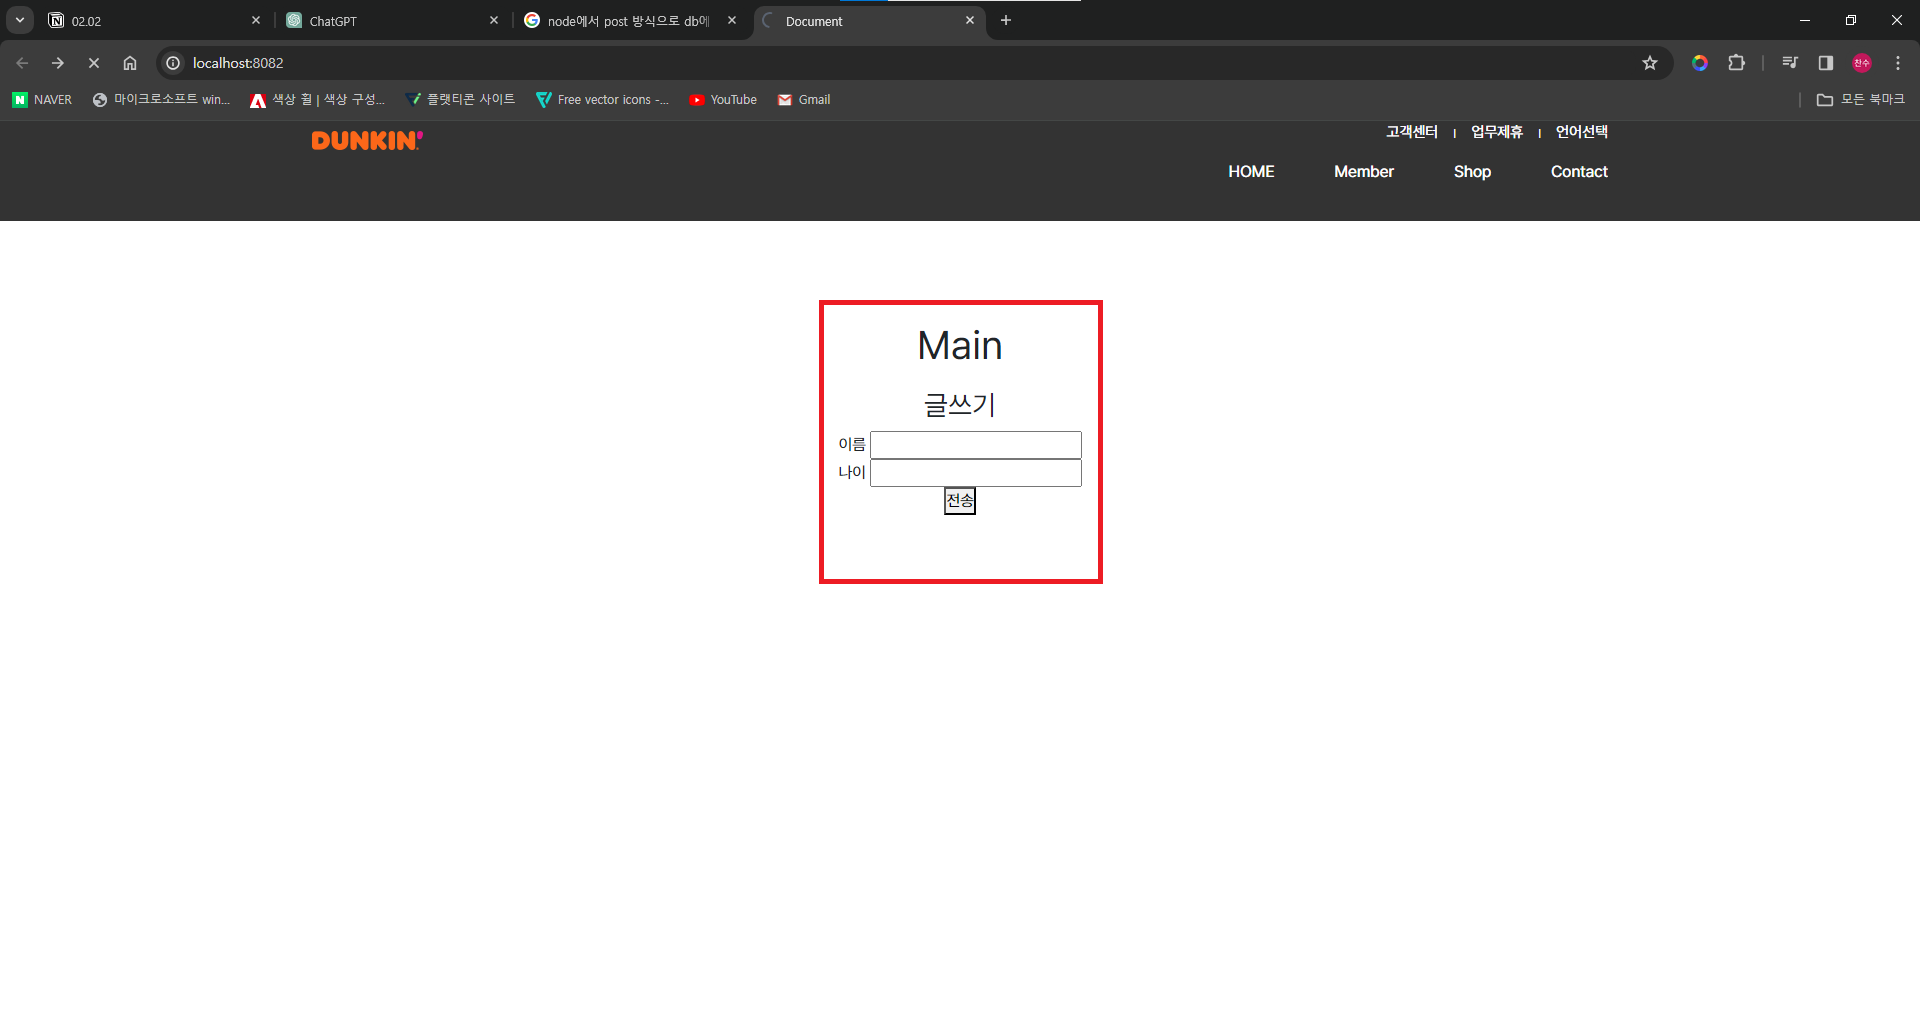 02.02
ChatGPT
node에서 post 방식으로 db에
Document
localhost:8082
찬수
NAVER
마이크로소프트 win...
색상 휠 | 색상 구성...
플랫티콘 사이트
Free vector icons -...
YouTube
Gmail
모든 북마크
DUNKIN'
고객센터 | 업무제휴 | 언어선택
HOME Member Shop Contact
Main
글쓰기
이름
나이
전송